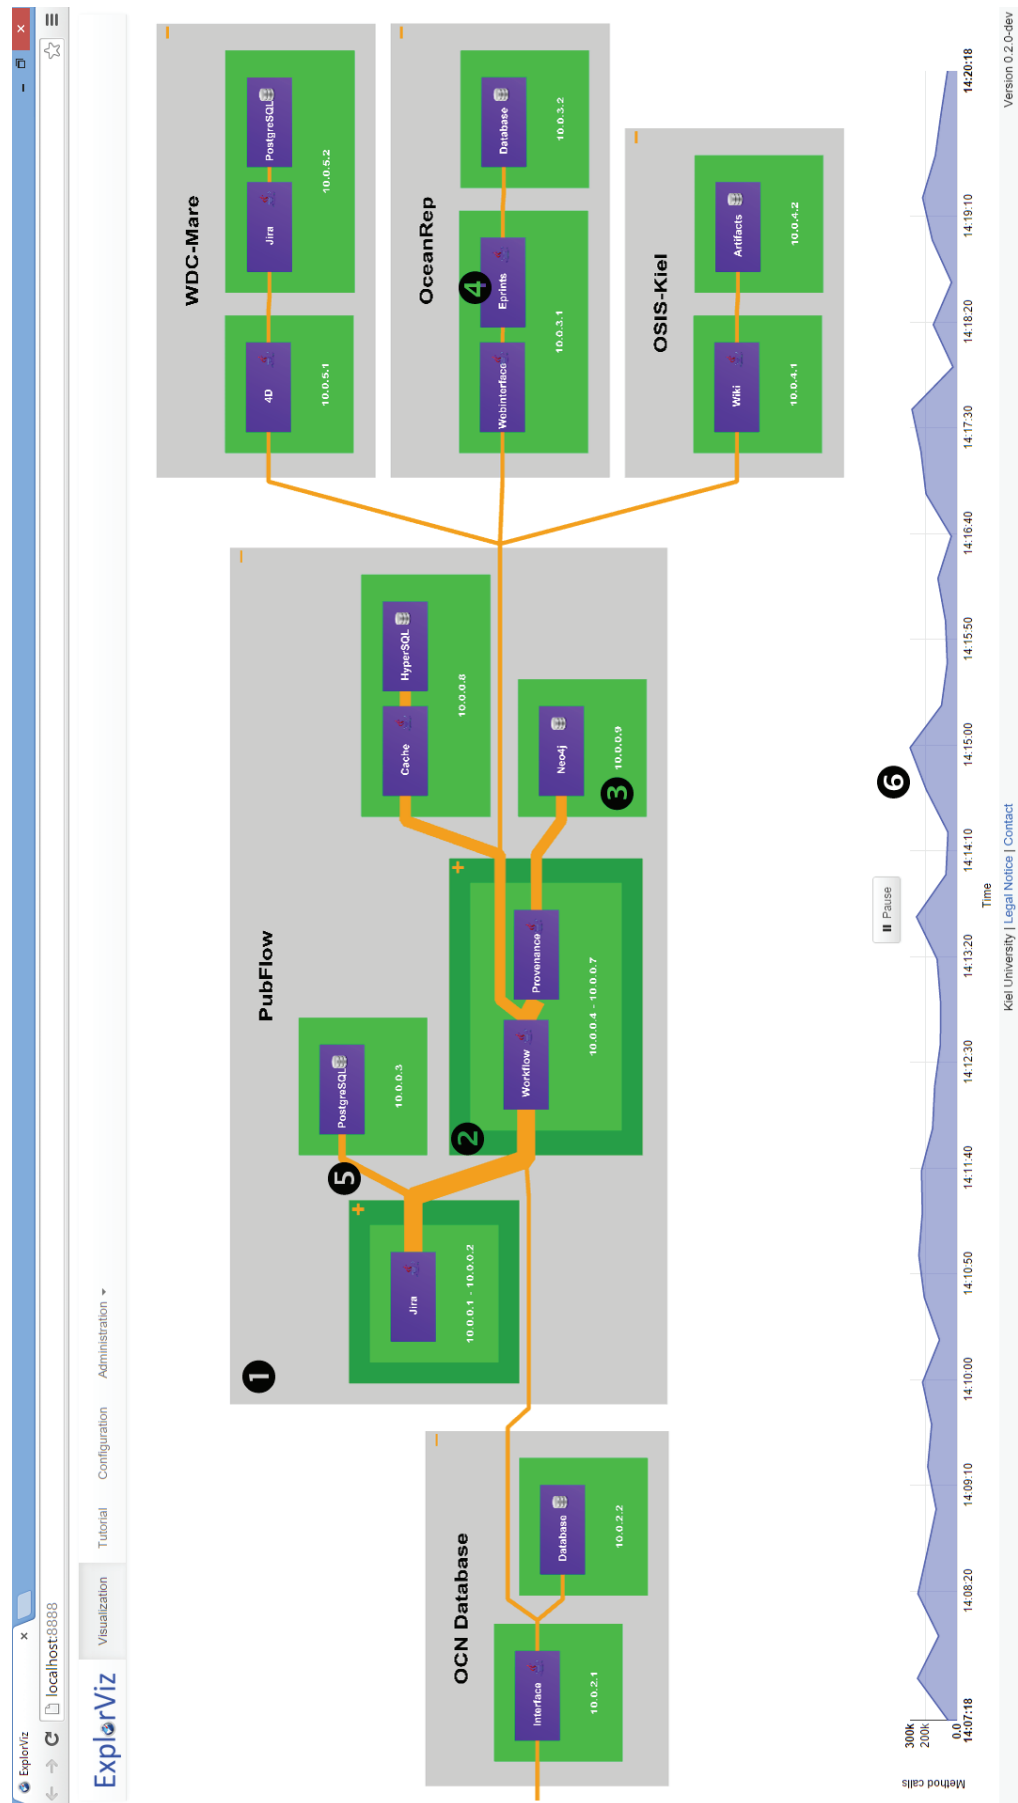 ExplorViz
localhost:8888
ExplorViz
Visualization
Tutorial
Configuration
Administration
OCN Database
Interface
10.0.2.1
Database
10.0.2.2
1
PubFlow
Jira
10.0.0.1 - 10.0.0.2
5
PostgreSQL
10.0.0.3
2
Workflow
Provenance
10.0.0.4 - 10.0.0.7
Cache
HyperSQL
10.0.0.8
Neo4j
3
10.0.0.9
WDC-Mare
4D
10.0.5.1
Jira
PostgreSQL
10.0.5.2
OceanRep
4
Webinterface
Eprints
10.0.3.1
Database
10.0.3.2
OSIS-Kiel
Wiki
10.0.4.1
Artifacts
10.0.4.2
Pause
6
Method calls
300k
200k
0.0
14:07:18 14:08:20 14:09:10 14:10:00 14:10:50 14:11:40 14:12:30 14:13:20 14:14:10 14:15:00 14:15:50 14:16:40 14:17:30 14:18:20 14:19:10 14:20:18
Time
Kiel University | Legal Notice | Contact
Version 0.2.0-dev